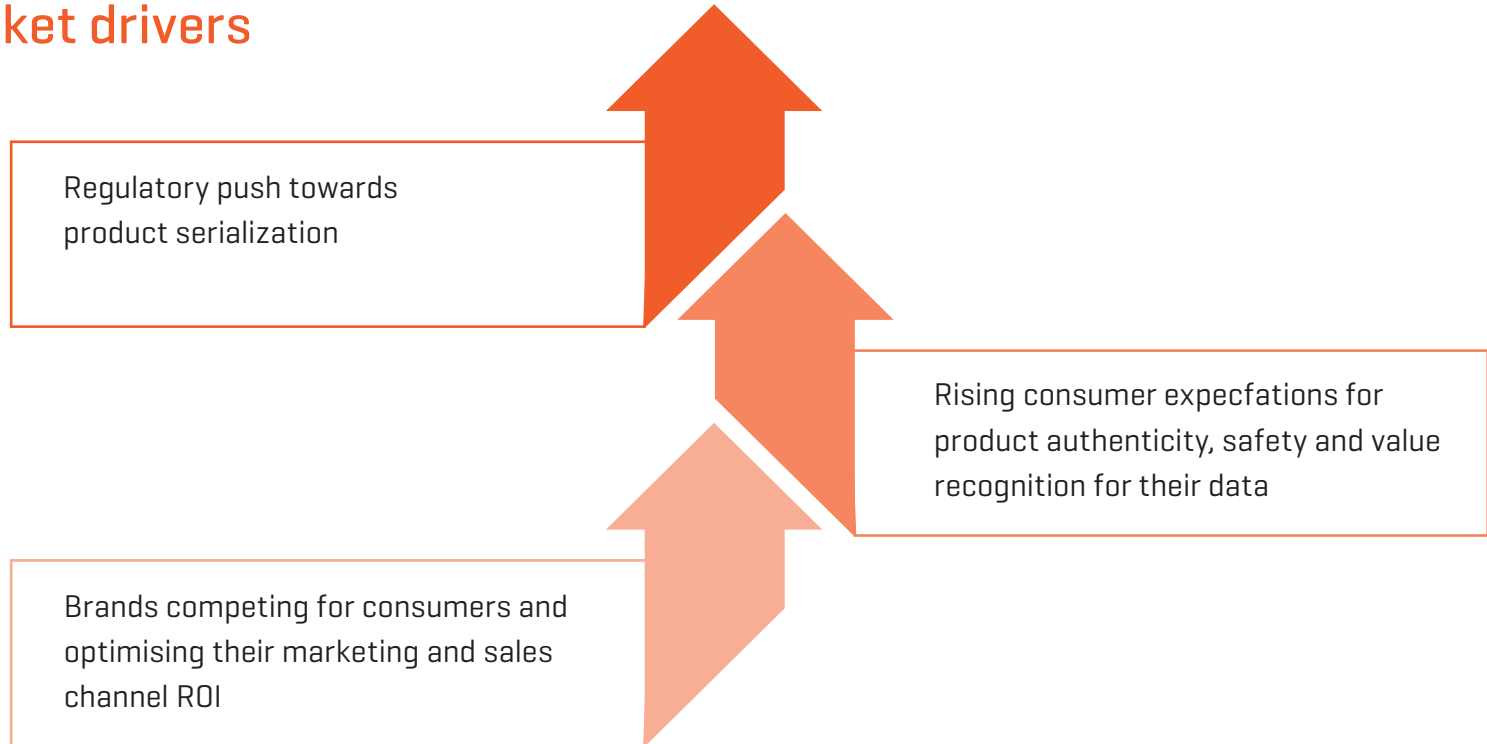 ket drivers
Regulatory push towards
product serialization
Rising consumer expecfations for
product authenticity, safety and value
recognition for their data
Brands competing for consumers and
optimising their marketing and sales
channel ROI